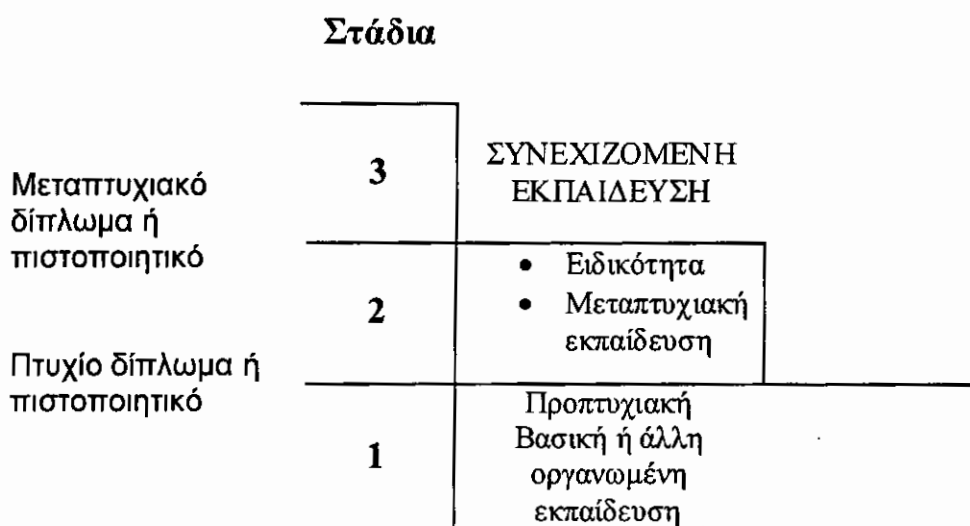 Στάδια
Μεταπτυχιακό
δίπλωμα ή
πιστοποιητικό
3
ΣΥΝΕΧΙΖΟΜΕΝΗ
ΕΚΠΑΙΔΕΥΣΗ
2
• Ειδικότητα
• Μεταπτυχιακή
εκπαίδευση
Πτυχίο δίπλωμα ή
πιστοποιητικό
1
Προπτυχιακή
Βασική ή άλλη
οργανωμένη
εκπαίδευση